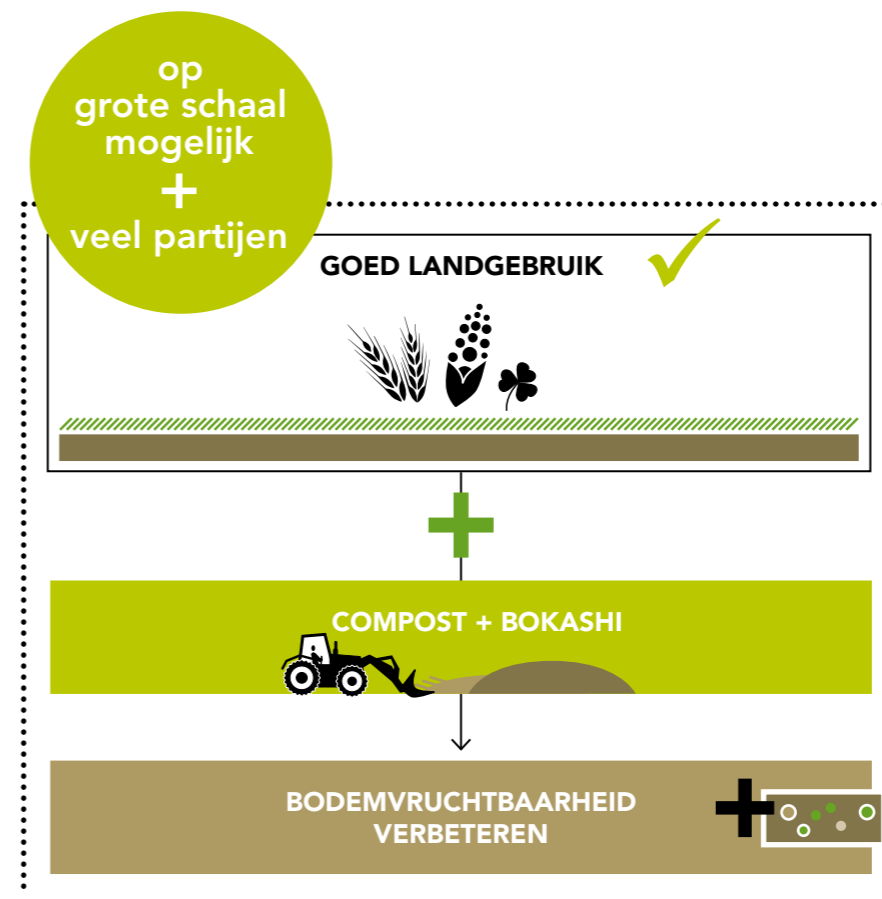 op
grote schaal
mogelijk
+
veel partijen
GOED LANDGEBRUIK
COMPOST + BOKASHI
BODEMVRUCHTBAARHEID
VERBETEREN